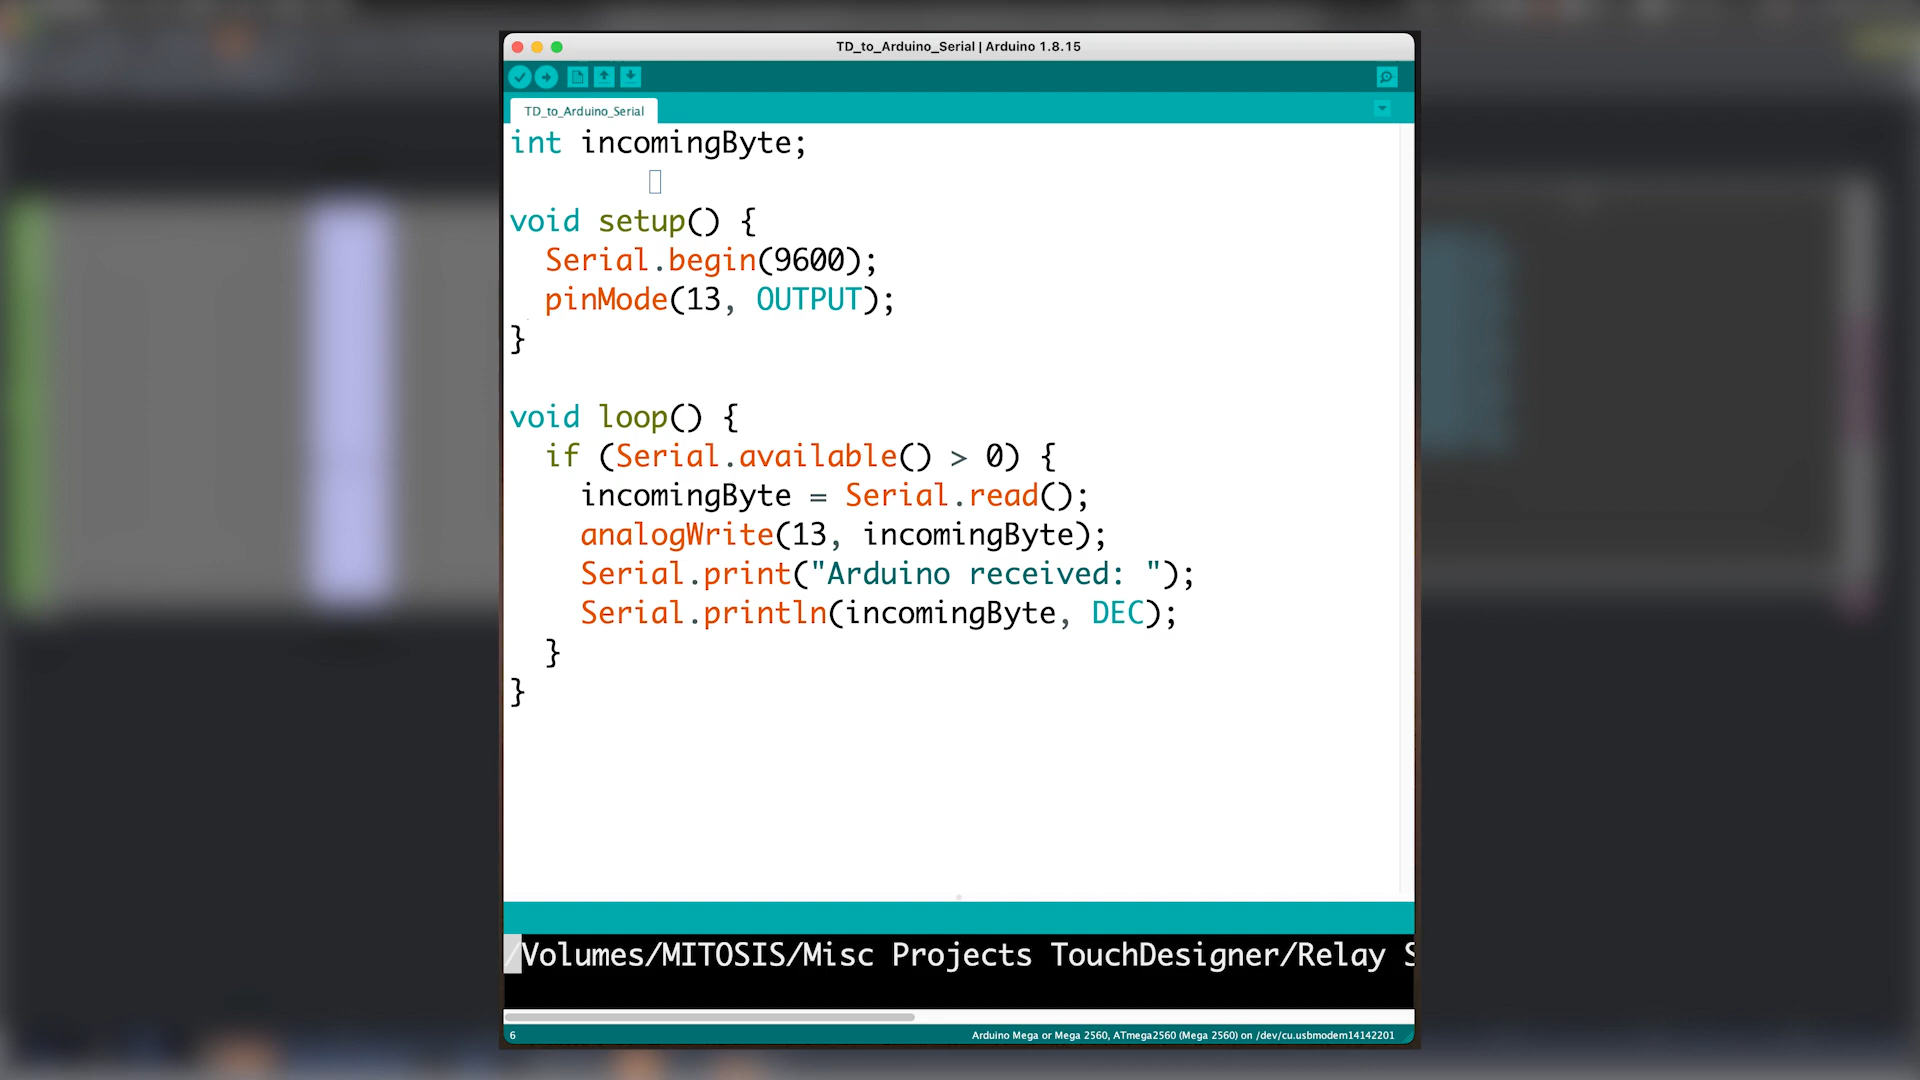 TD_to_Arduino_Serial | Arduino 1.8.15
TD_to_Arduino_Serial
int incomingByte;
void setup() {
  Serial.begin(9600);
  pinMode(13, OUTPUT);
}
void loop() {
  if (Serial.available() > 0) {
    incomingByte = Serial.read();
    analogWrite(13, incomingByte);
    Serial.print("Arduino received: ");
    Serial.println(incomingByte, DEC);
  }
}
/Volumes/MITOSIS/Misc Projects TouchDesigner/Relay S
6
Arduino Mega or Mega 2560, ATmega2560 (Mega 2560) on /dev/cu.usbmodem14142201